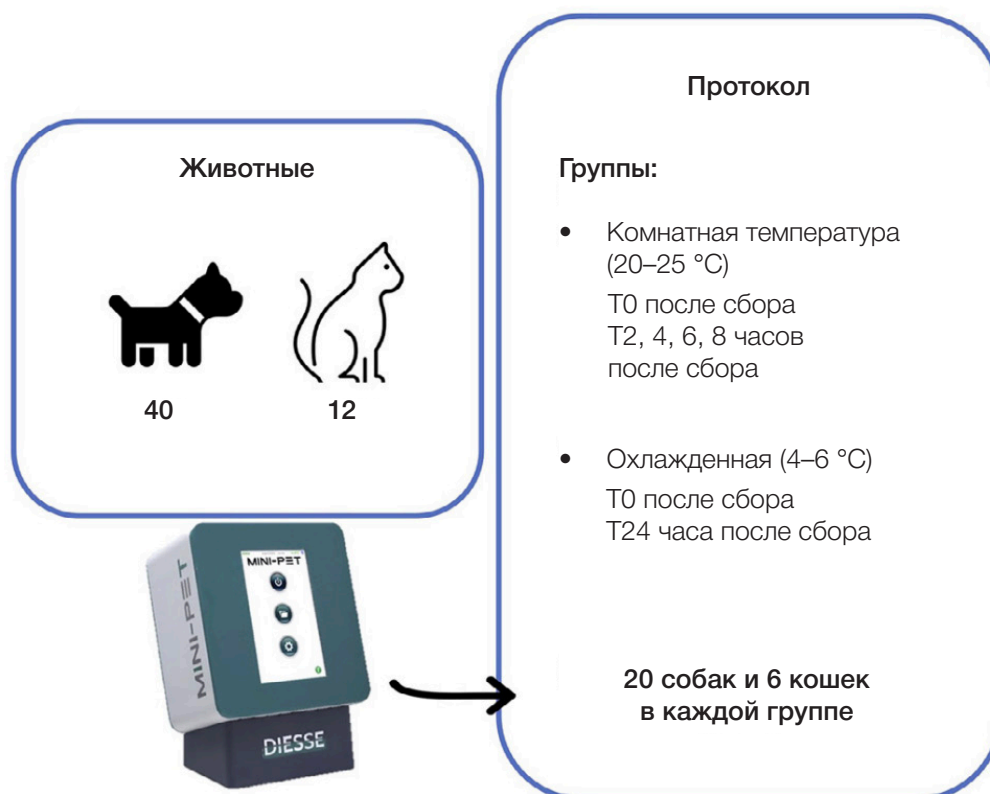 Животные
40
12
MINI-PET
MINI-PET
DIESSE
Протокол
Группы:
• Комнатная температура
(20–25 °C)
T0 после сбора
T2, 4, 6, 8 часов
после сбора
• Охлажденная (4–6 °C)
T0 после сбора
T24 часа после сбора
20 собак и 6 кошек
в каждой группе